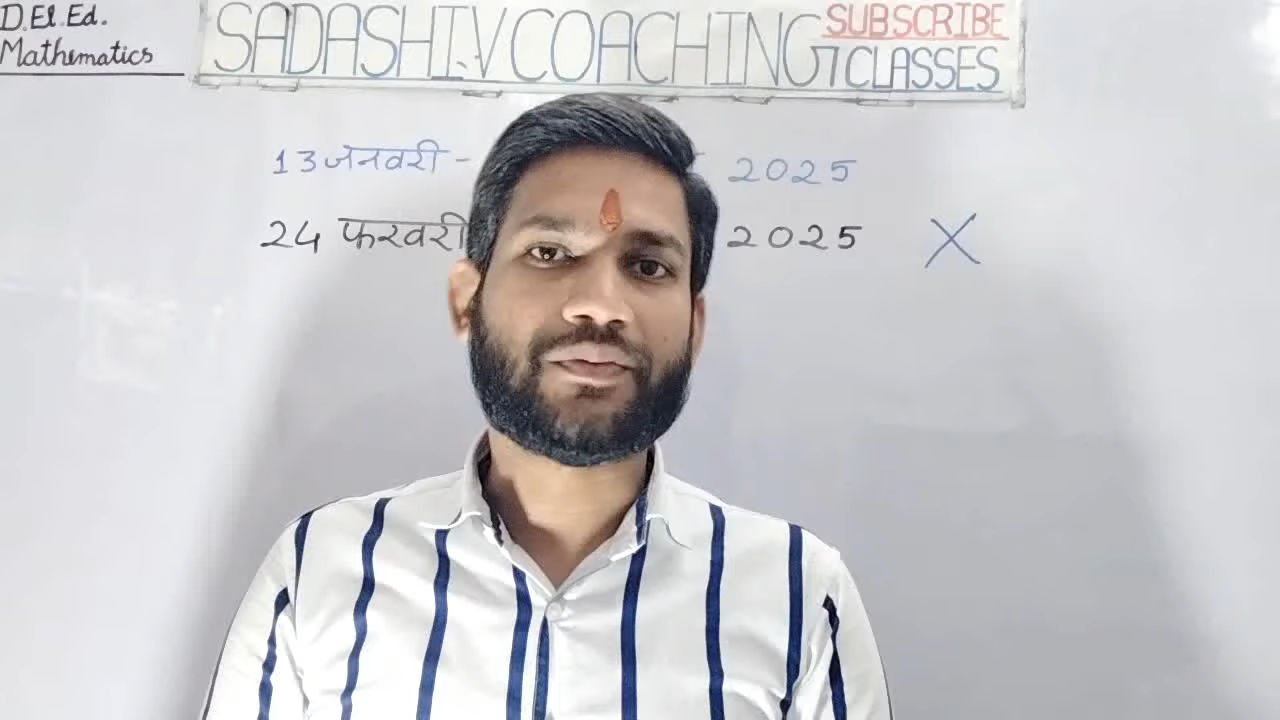 D.El.Ed.
Mathematics
SADASHIV COACHING
SUBSCRIBE
CLASSES
13 जनवरी - 2025
24 फरवरी 2025 X